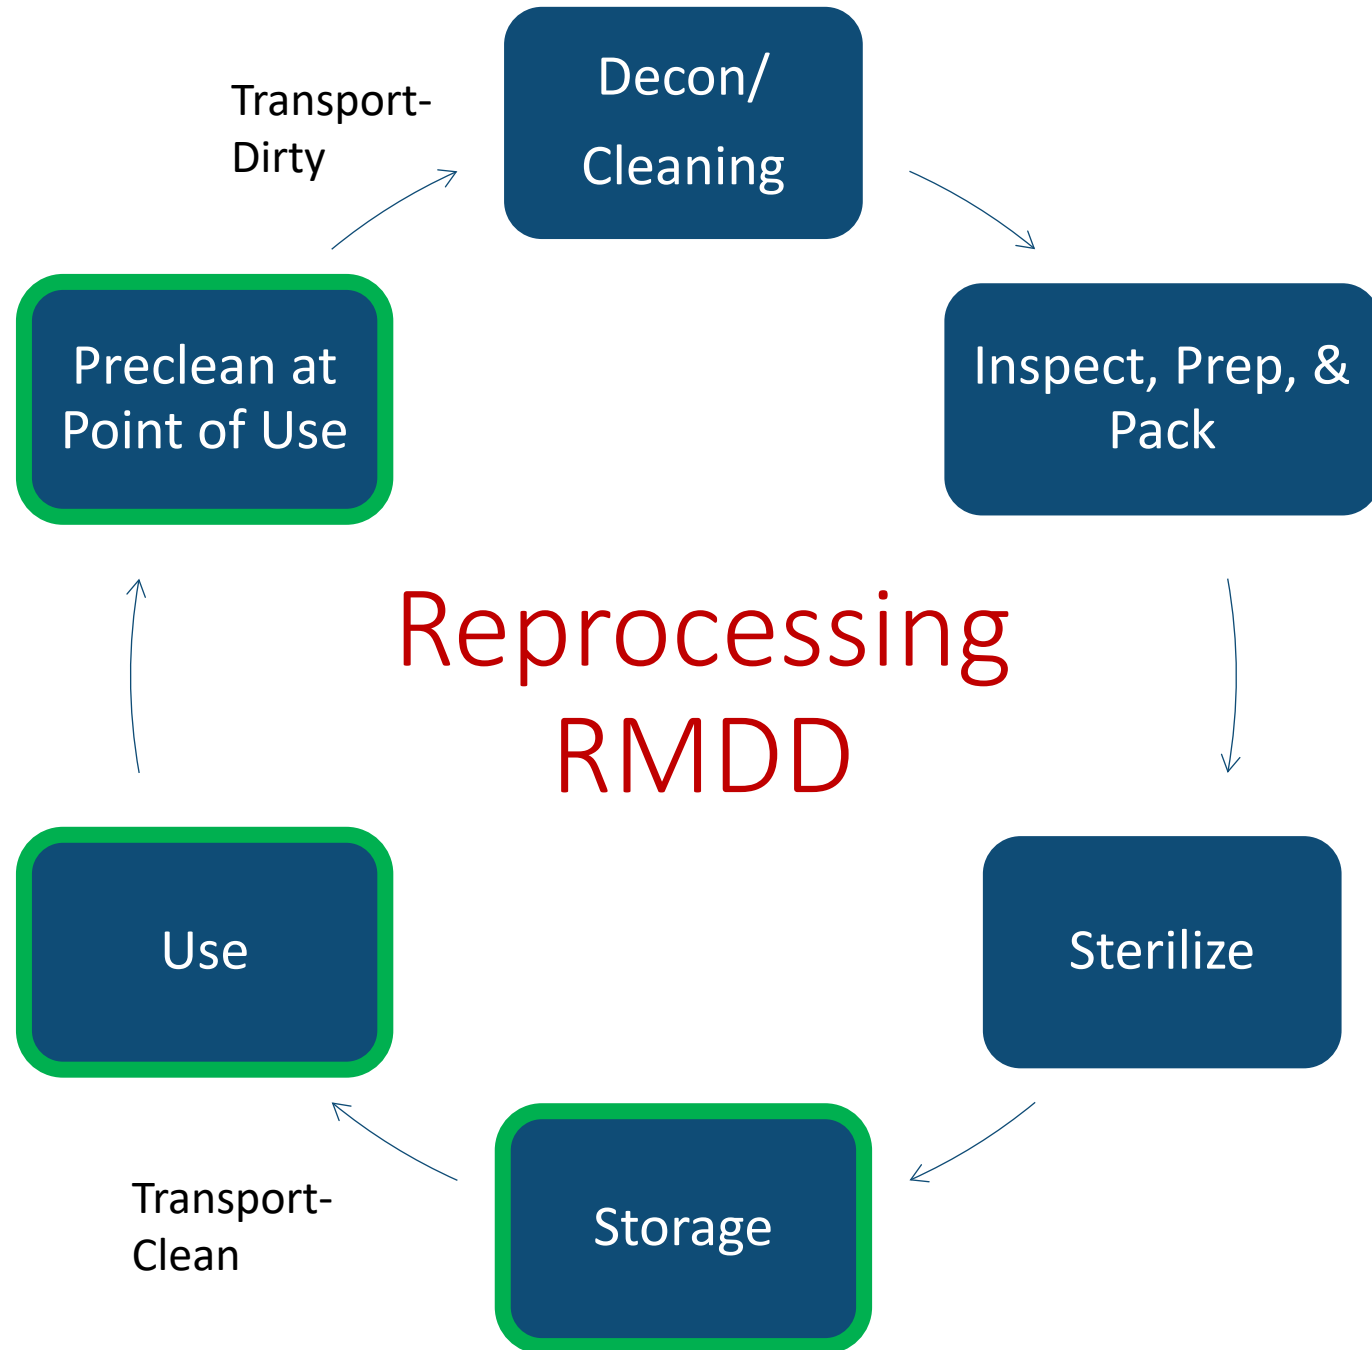 Decon/
Cleaning
Transport-
Dirty
Preclean at
Point of Use
Inspect, Prep, &
Pack
Reprocessing
RMDD
Use
Sterilize
Transport-
Clean
Storage